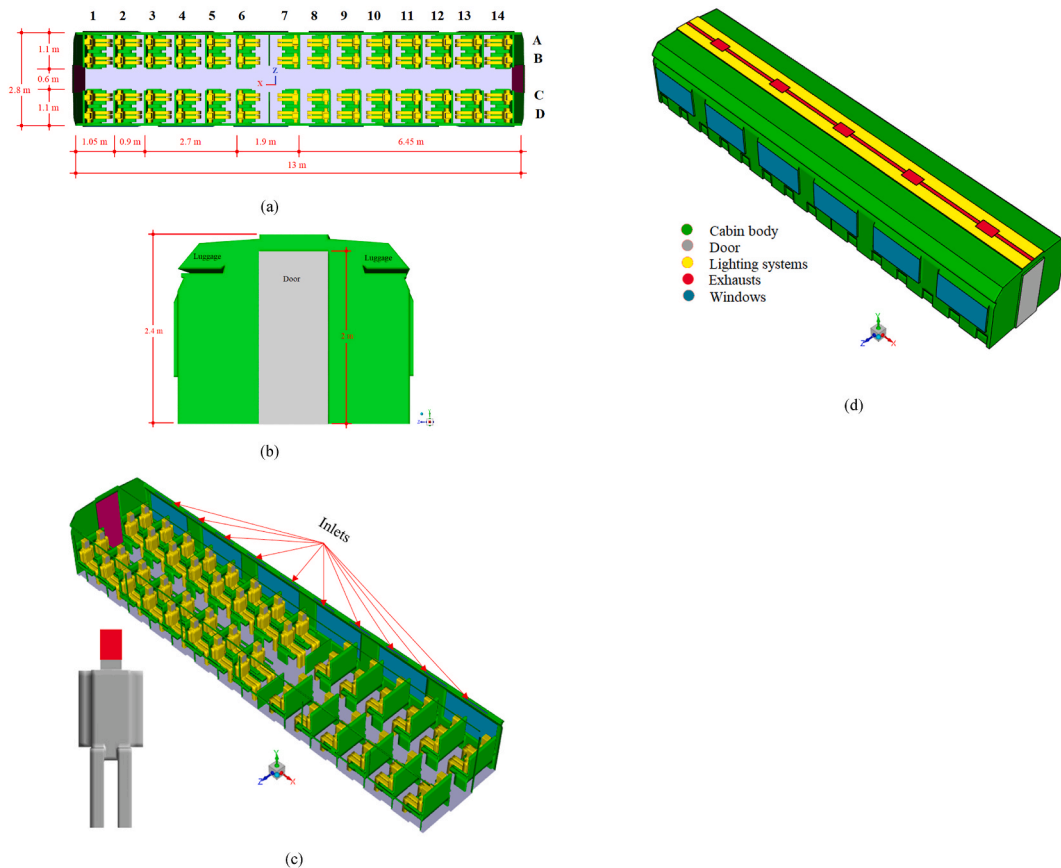 1 2 3 4 5 6 7 8 9 10 11 12 13 14
A
B
C
D
1.1 m
0.6 m
1.1 m
2.8 m
Z
X
1.05 m 0.9 m 2.7 m 1.9 m 6.45 m
13 m
(a)
Luggage
Luggage
Door
2.4 m
2 m
Y
Z
(b)
Inlets
Y
Z
X
(c)
Cabin body
Door
Lighting systems
Exhausts
Windows
Y
Z
X
(d)